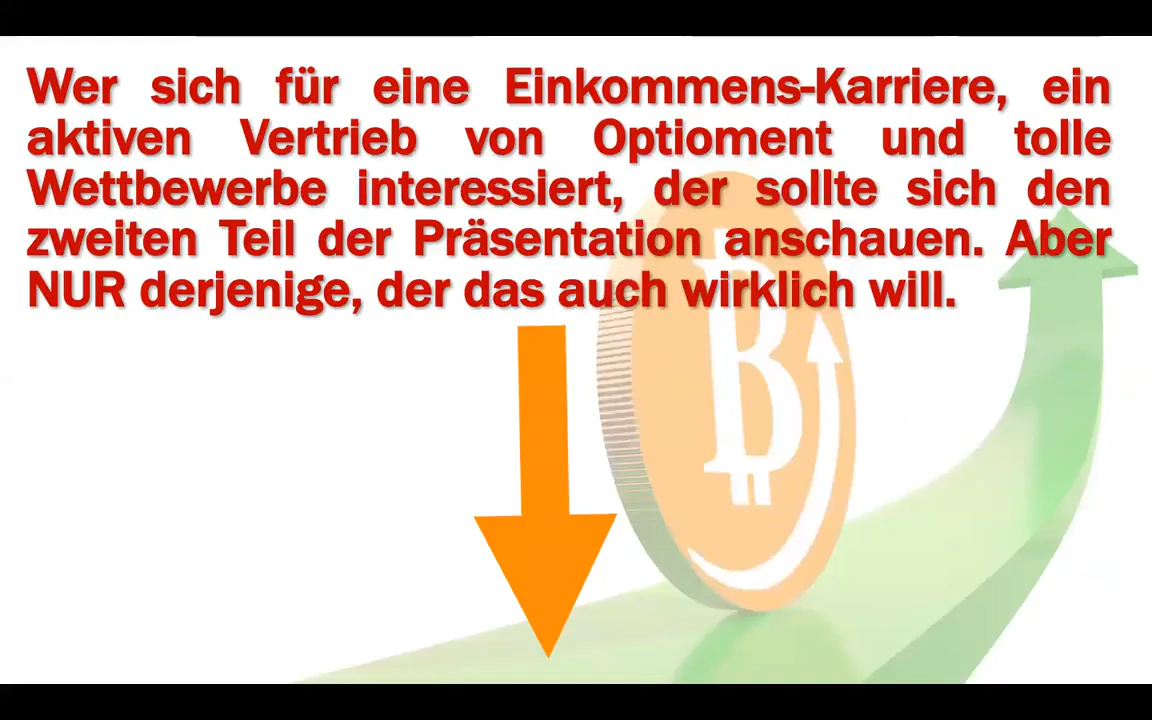 Wer sich für eine Einkommens-Karriere, ein
aktiven Vertrieb von Optioment und tolle
Wettbewerbe interessiert, der sollte sich den
zweiten Teil der Präsentation anschauen. Aber
NUR derjenige, der das auch wirklich will.